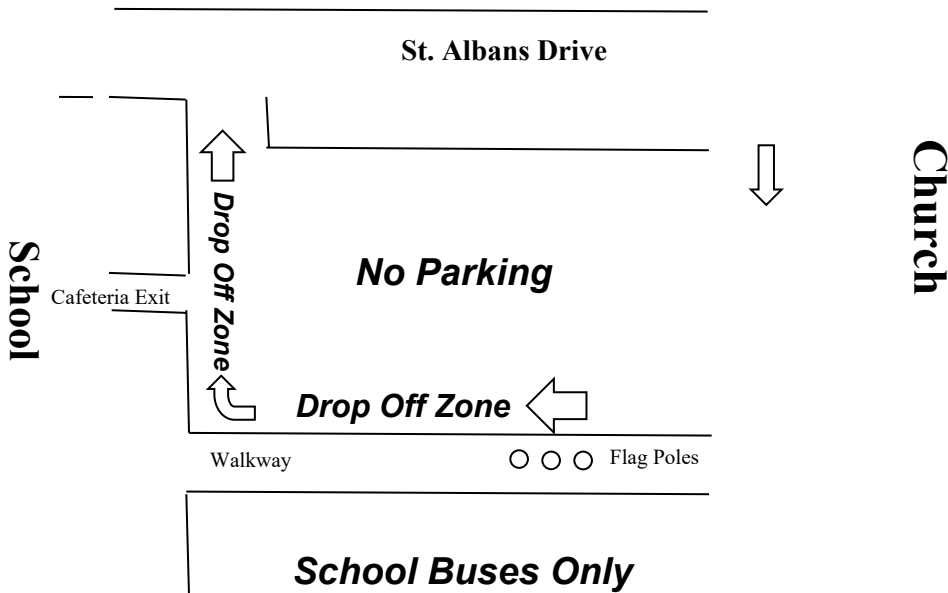 St. Albans Drive
Church
Drop Off Zone
No Parking
School
Cafeteria Exit
Drop Off Zone
Walkway
Flag Poles
School Buses Only